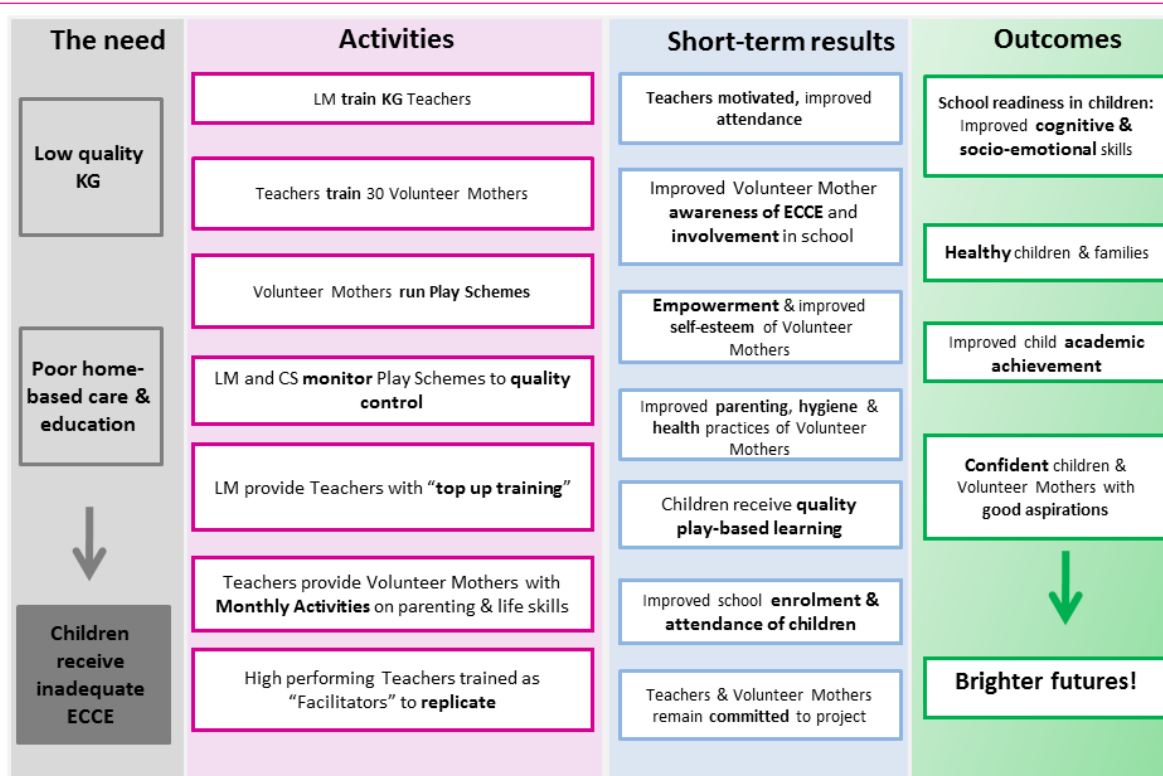 The need
Low quality
KG
Poor home-
based care &
education
Children
receive
inadequate
ECCE
Activities
LM train KG Teachers
Teachers train 30 Volunteer Mothers
Volunteer Mothers run Play Schemes
LM and CS monitor Play Schemes to quality
control
LM provide Teachers with “top up training”
Teachers provide Volunteer Mothers with
Monthly Activities on parenting & life skills
High performing Teachers trained as
“Facilitators” to replicate
Short-term results
Teachers motivated, improved
attendance
Improved Volunteer Mother
awareness of ECCE and
involvement in school
Empowerment & improved
self-esteem of Volunteer
Mothers
Improved parenting, hygiene &
health practices of Volunteer
Mothers
Children receive quality
play-based learning
Improved school enrolment &
attendance of children
Teachers & Volunteer Mothers
remain committed to project
Outcomes
School readiness in children:
Improved cognitive &
socio-emotional skills
Healthy children & families
Improved child academic
achievement
Confident children &
Volunteer Mothers with
good aspirations
Brighter futures!